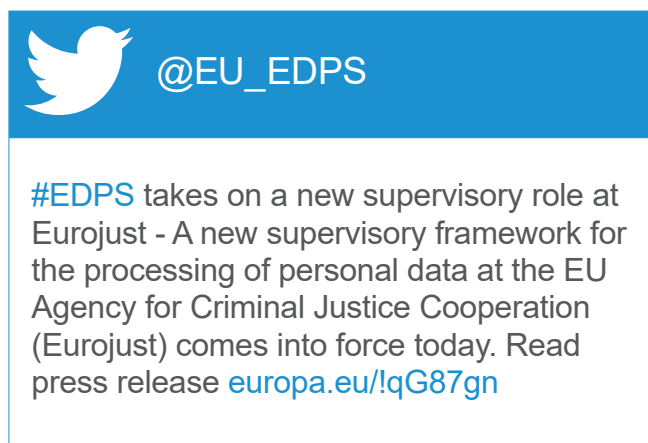 @EU_EDPS
#EDPS takes on a new supervisory role at
Eurojust - A new supervisory framework for
the processing of personal data at the EU
Agency for Criminal Justice Cooperation
(Eurojust) comes into force today. Read
press release europa.eu/!qG87gn